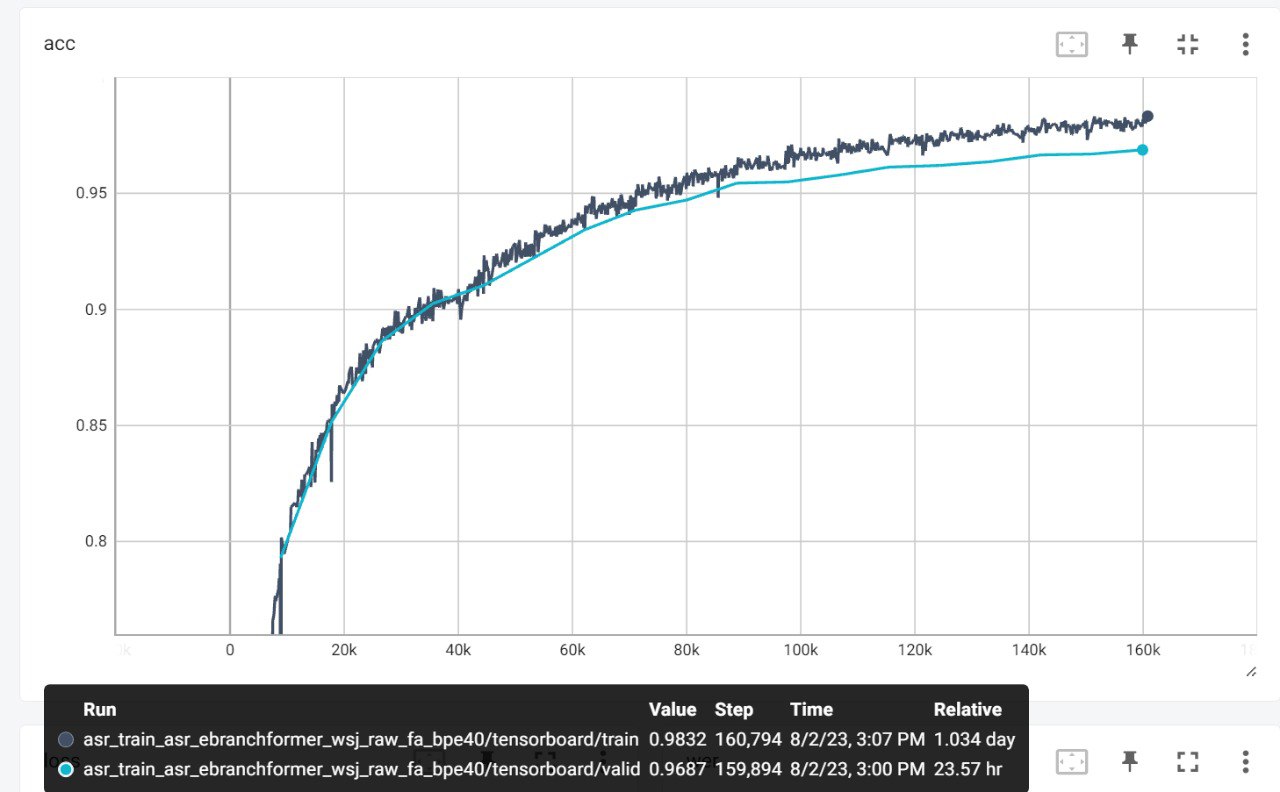 acc
0.95
0.9
0.85
0.8
0 20k 40k 60k 80k 100k 120k 140k 160k
Run Value Step Time Relative
asr_train_asr_ebranchformer_wsj_raw_fa_bpe40/tensorboard/train 0.9832 160,794 8/2/23, 3:07 PM 1.034 day
asr_train_asr_ebranchformer_wsj_raw_fa_bpe40/tensorboard/valid 0.9687 159,894 8/2/23, 3:00 PM 23.57 hr